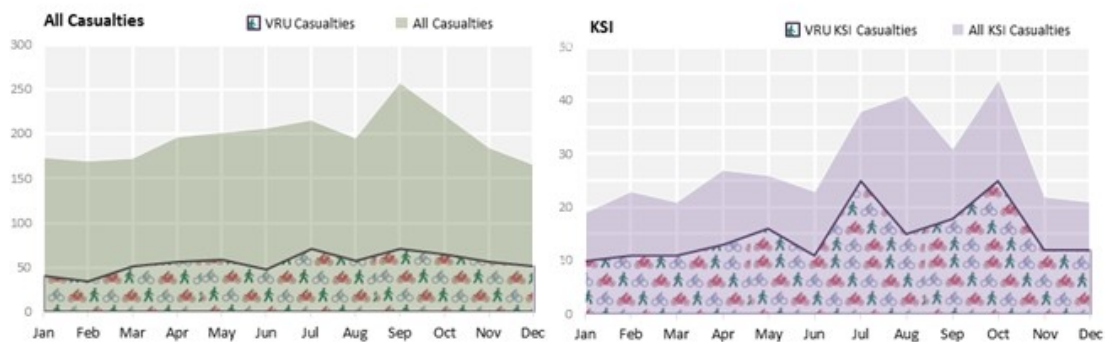 All Casualties
VRU Casualties
All Casualties
300
250
200
150
100
50
0
Jan Feb Mar Apr May Jun Jul Aug Sep Oct Nov Dec
KSI
VRU KSI Casualties
All KSI Casualties
50
40
30
20
10
0
Jan Feb Mar Apr May Jun Jul Aug Sep Oct Nov Dec